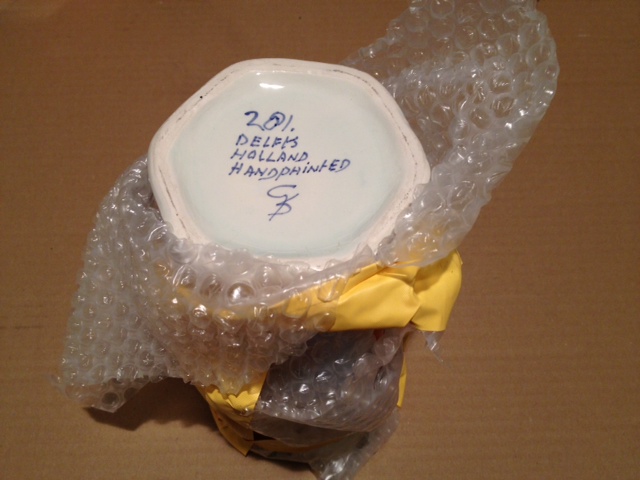 201.
DELFTS
HOLLAND
HANDPAINTED